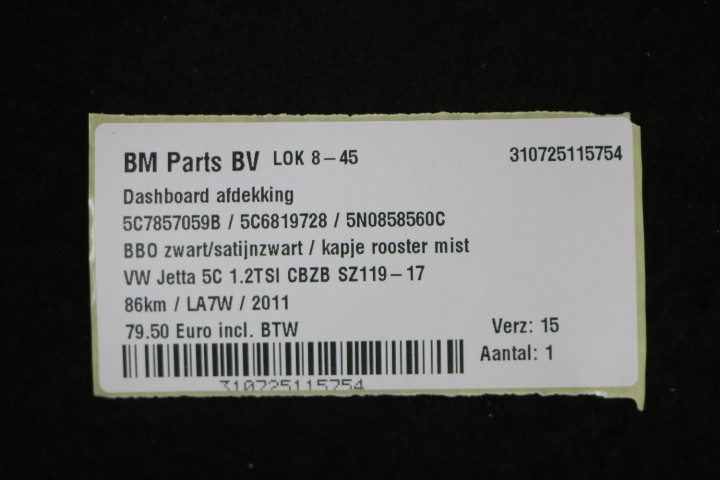 BM Parts BV LOK 8-45 310725115754
Dashboard afdekking
5C7857059B / 5C6819728 / 5N0858560C
BBO zwart/satijnzwart / kapje rooster mist
VW Jetta 5C 1.2TSI CBZB SZ119-17
86km / LA7W / 2011
79.50 Euro incl. BTW Verz: 15
Aantal: 1
310725115754